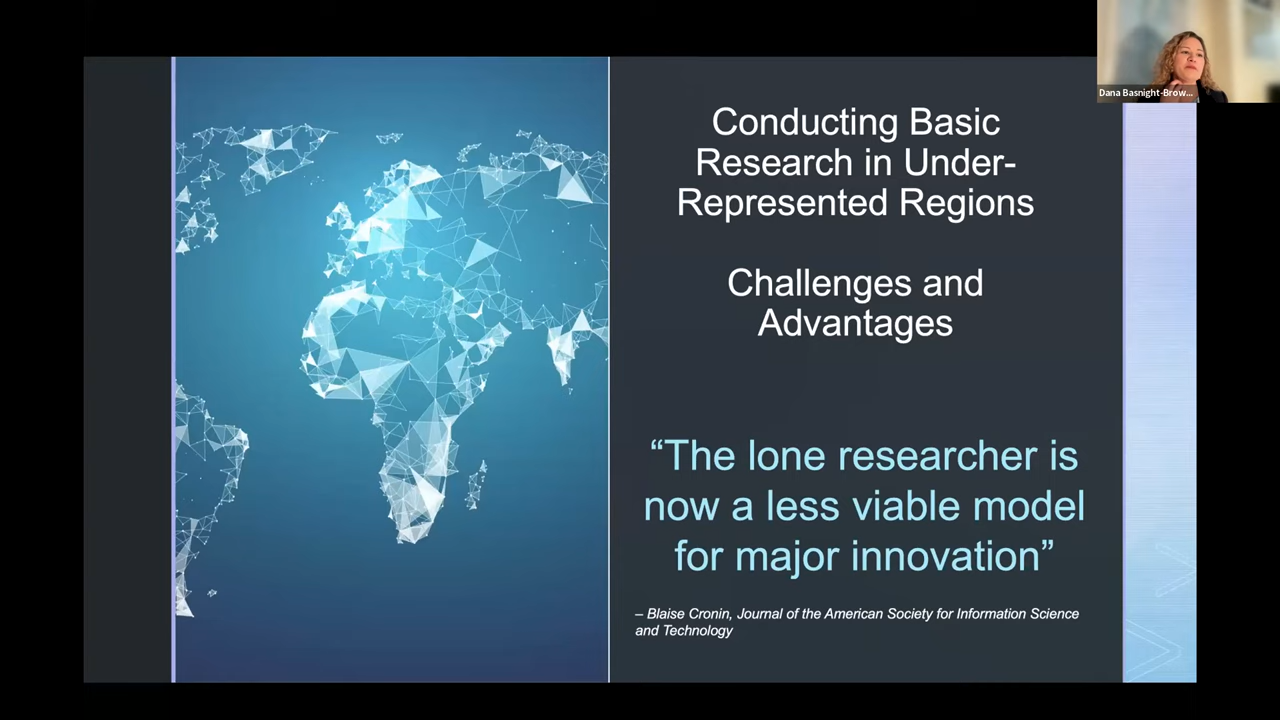 Dana Basnight-Brow...
Conducting Basic
Research in Under-
Represented Regions
Challenges and
Advantages
“The lone researcher is
now a less viable model
for major innovation”
– Blaise Cronin, Journal of the American Society for Information Science
and Technology